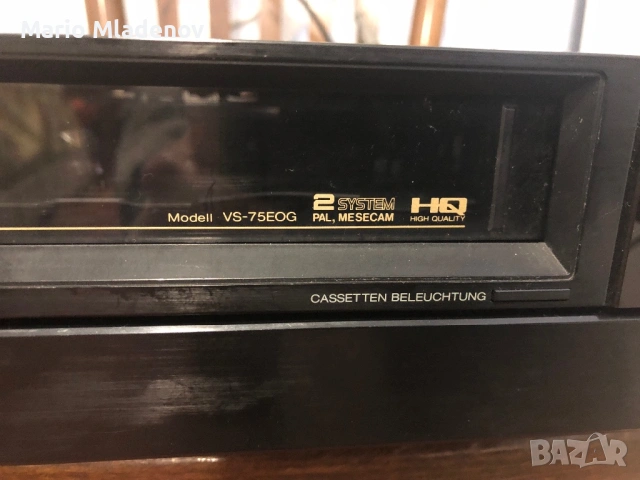 Mario Mladenov
Modell VS-75EOG
2 SYSTEM
PAL, MESECAM
HQ
HIGH QUALITY
CASSETTEN BELEUCHTUNG
BAZAR